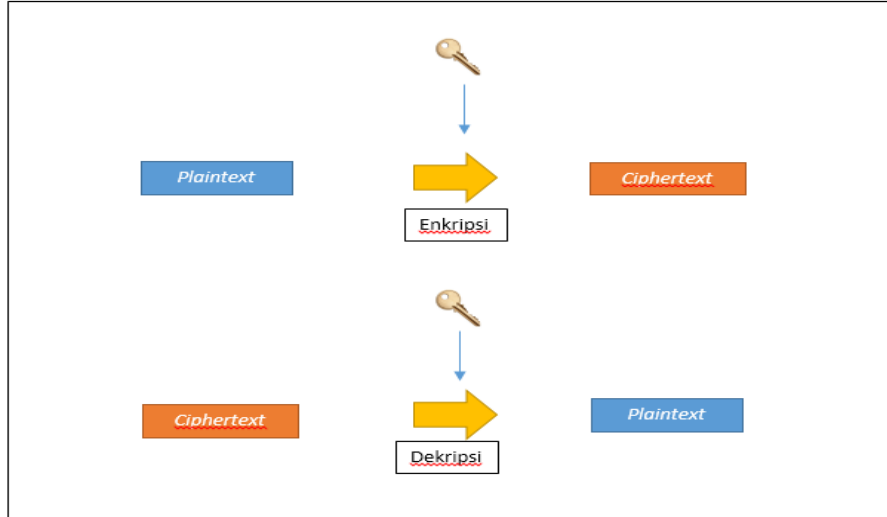 Plaintext
Ciphertext
Enkripsi
Ciphertext
Plaintext
Dekripsi